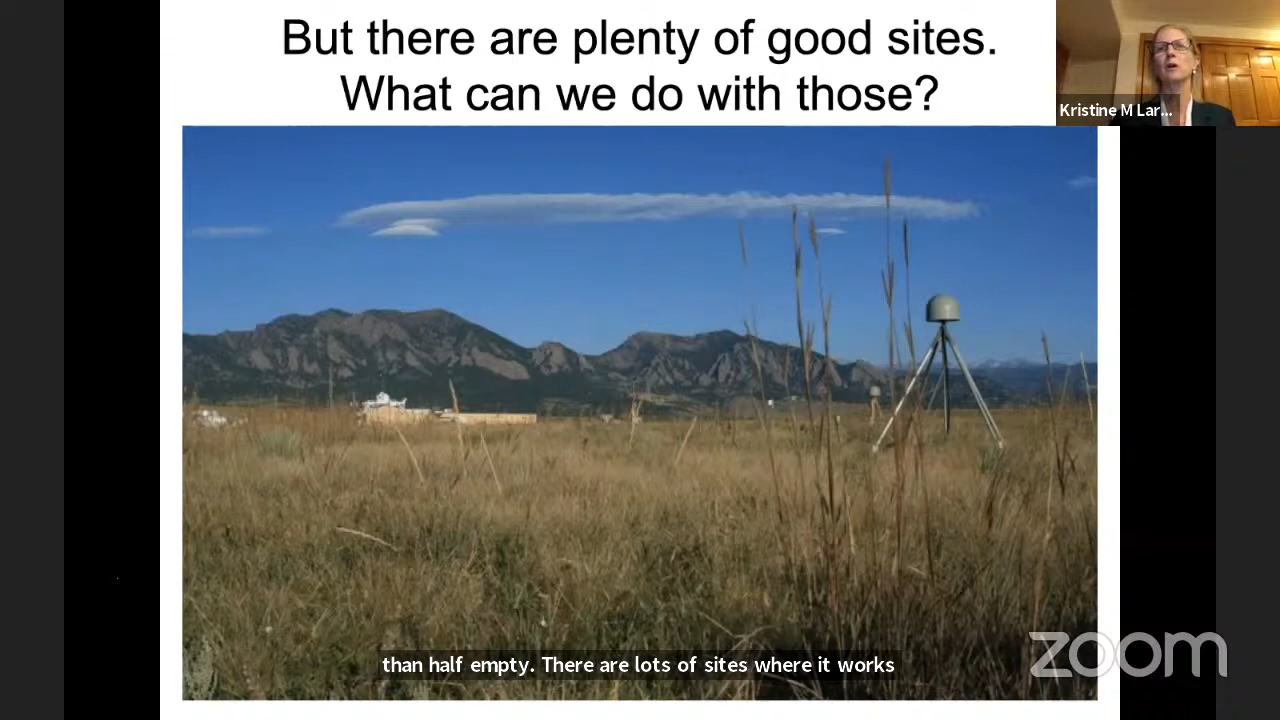 But there are plenty of good sites.
What can we do with those?
Kristine M Lar...
than half empty. There are lots of sites where it works
zoom